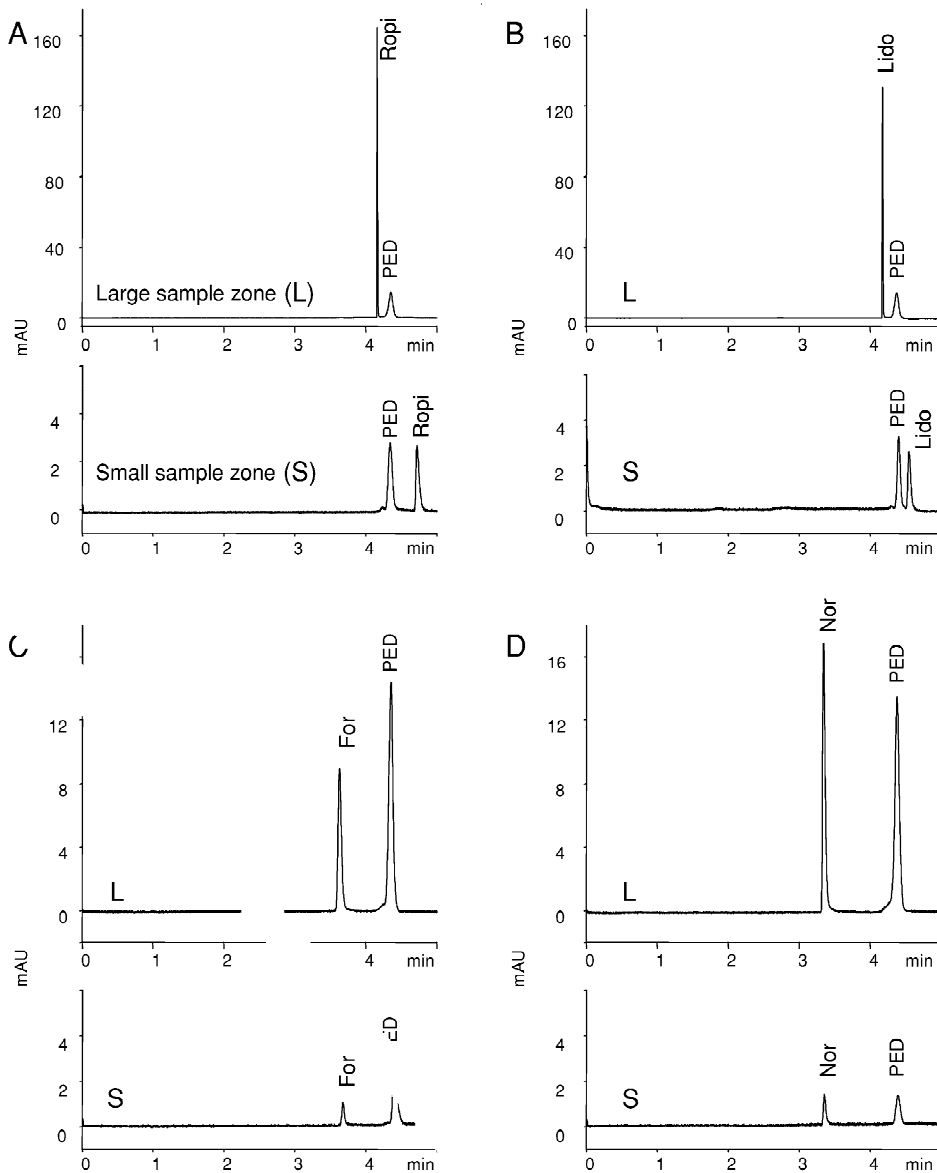 A
Ropi
160
120
80
40
0
PED
Large sample zone (L)
mAU
0 1 2 3 4 min
4
2
0
PED
Ropi
Small sample zone (S)
0 1 2 3 4 min
B
Lido
160
120
80
40
0
PED
L
0 1 2 3 4 min
4
2
0
PED
Lido
S
0 1 2 3 4 min
12
8
4
0
For
PED
L
mAU
0 1 2 4 min
4
2
0
For
S
0 1 2 3 4 min
D
Nor
PED
16
12
8
4
0
L
mAU
0 1 2 3 4 min
4
2
0
Nor
PED
S
0 1 2 3 4 min